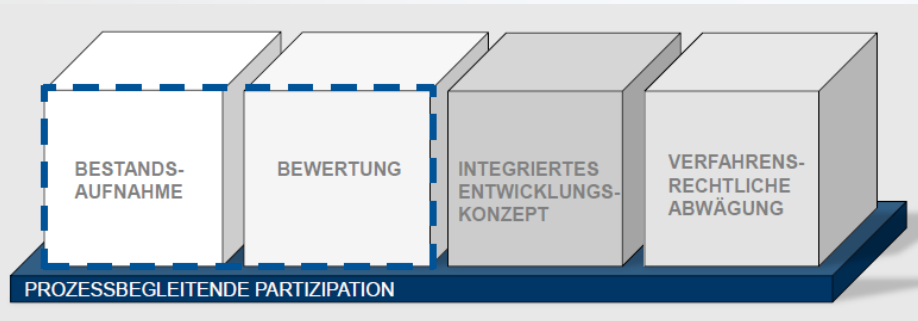 BESTANDS-
AUFNAHME
BEWERTUNG
INTEGRIERTES
ENTWICKLUNGS-
KONZEPT
VERFAHRENS-
RECHTLICHE
ABWÄGUNG
PROZESSBEGLEITENDE PARTIZIPATION